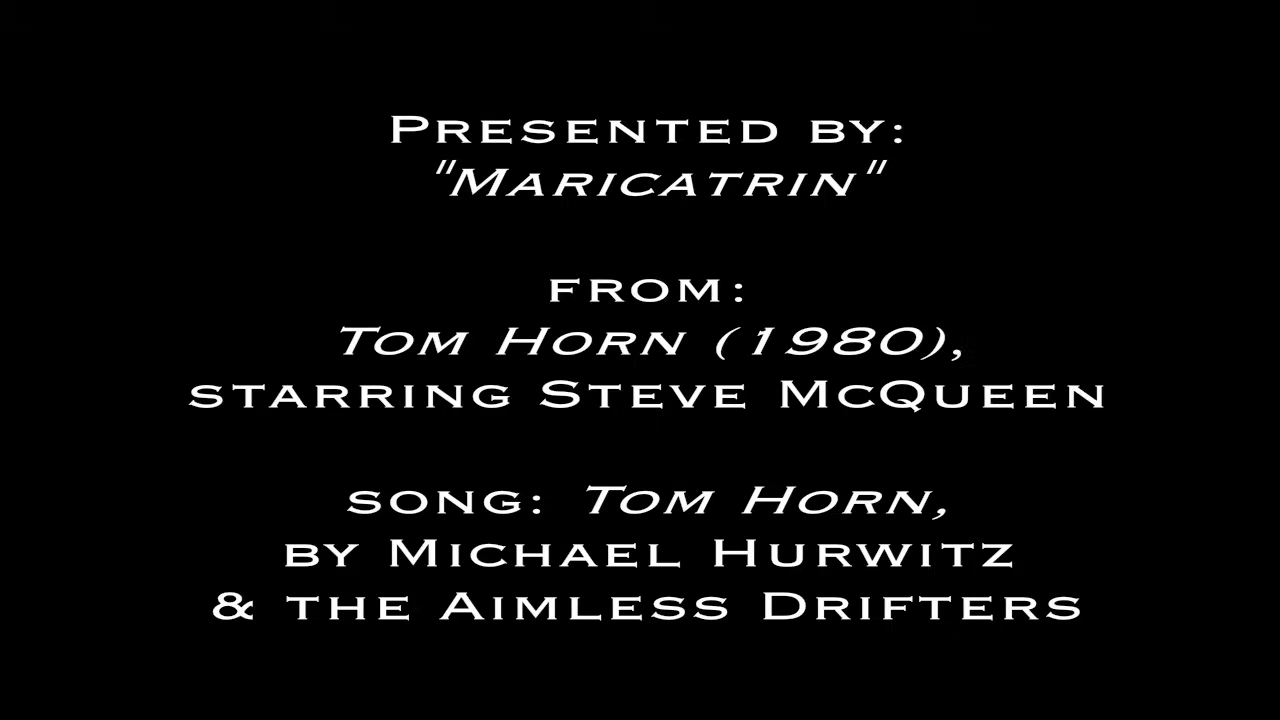 Presented by:
"Maricatrin"
from:
Tom Horn (1980),
starring Steve McQueen
song: Tom Horn,
by Michael Hurwitz
& the Aimless Drifters